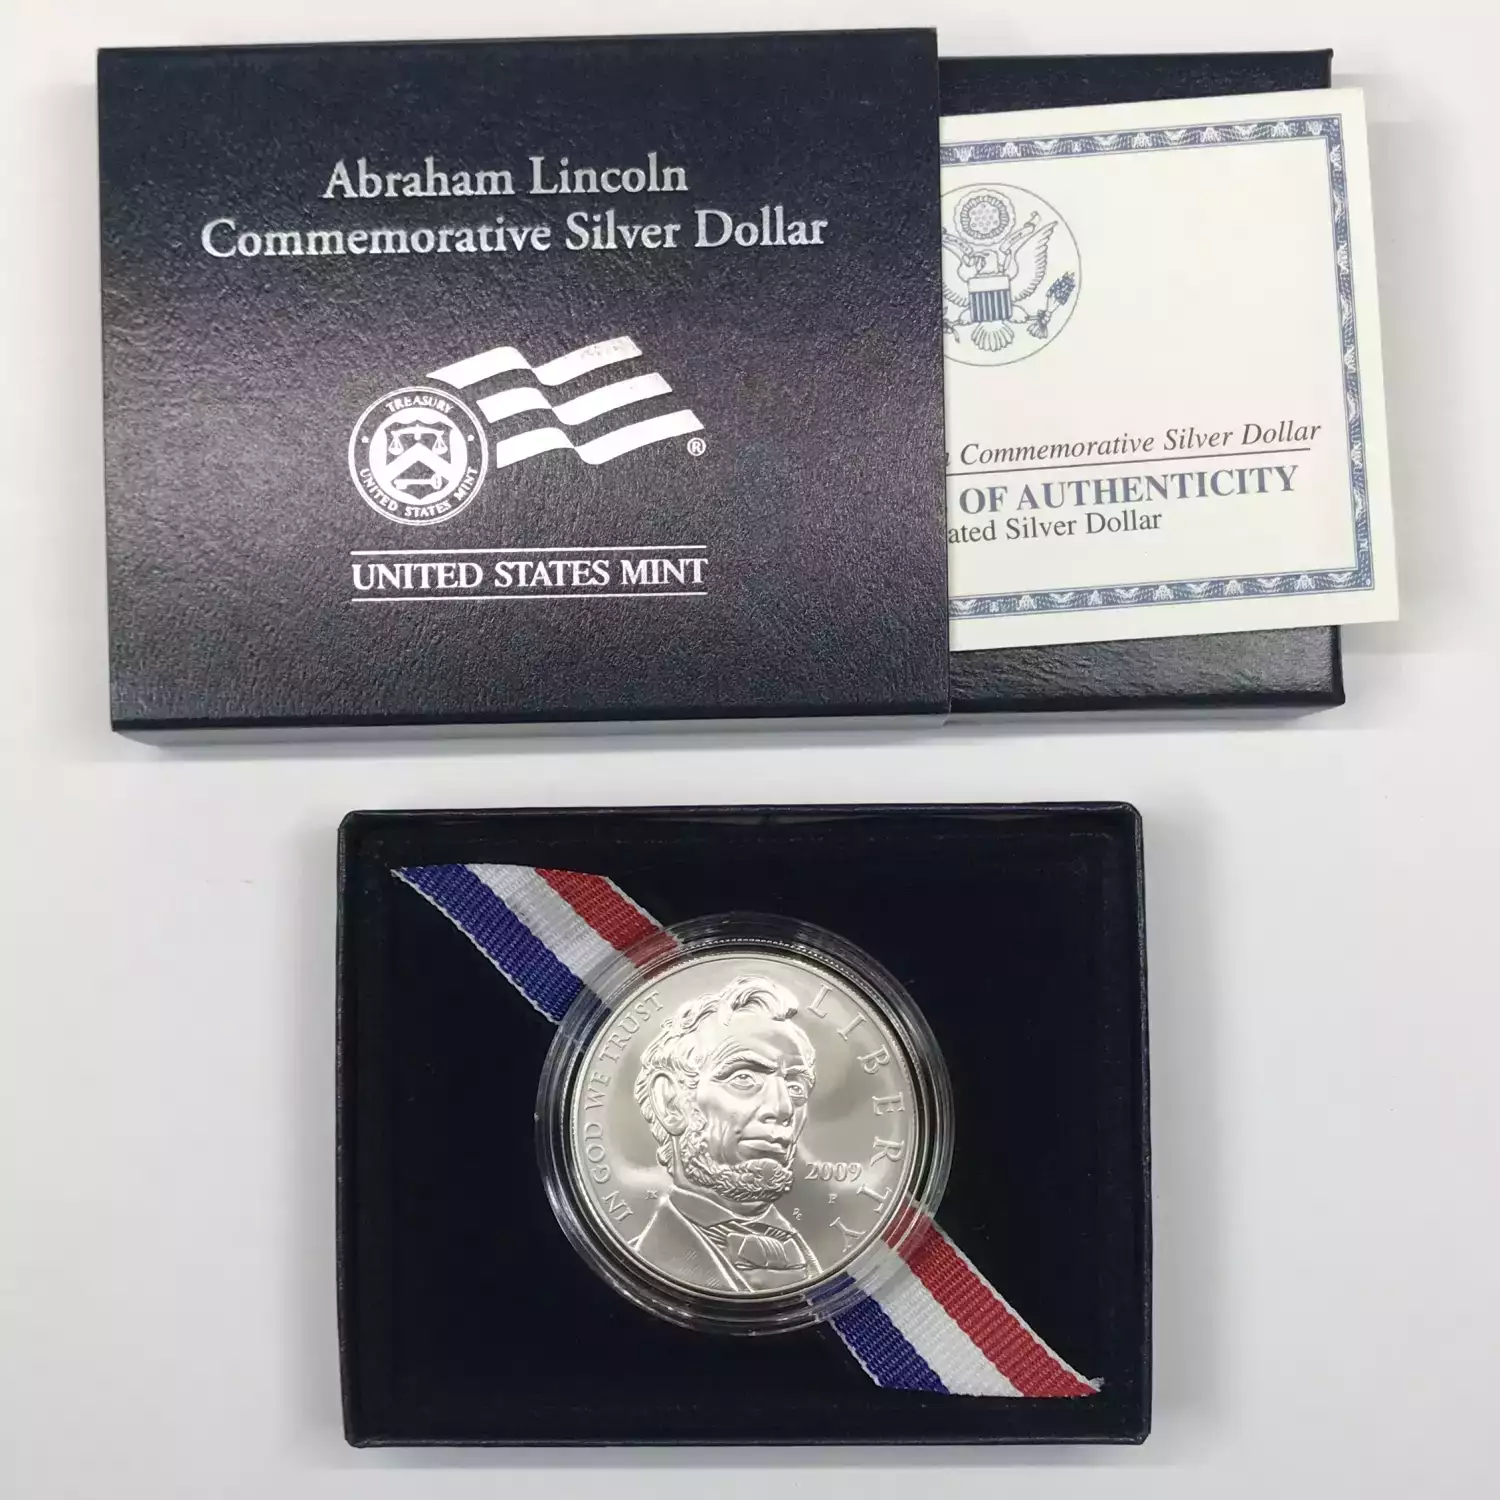 Abraham Lincoln
Commemorative Silver Dollar
TREASURY
UNITED STATES MINT
®
UNITED STATES MINT
Commemorative Silver Dollar
OF AUTHENTICITY
ated Silver Dollar
IN GOD WE TRUST
LIBERTY
2009
P